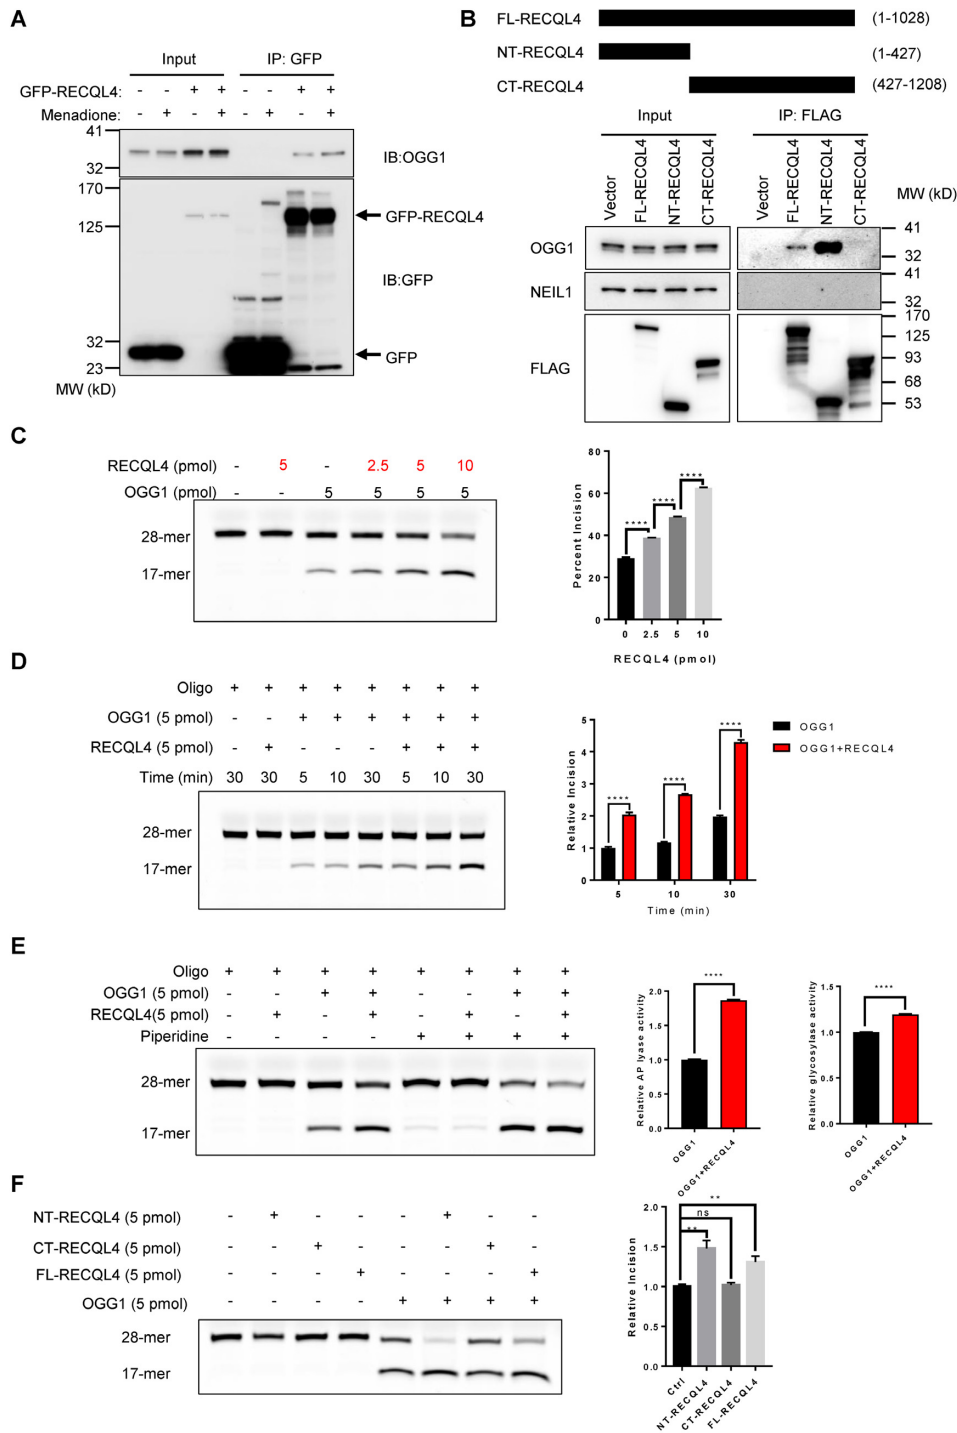 A
Input IP: GFP
GFP-RECQL4: - - + + - - + +
Menadione: - + - + - + - +
41
32
IB:OGG1
170
125
GFP-RECQL4
IB:GFP
32
23
GFP
MW (kD)
B
FL-RECQL4 (1-1028)
NT-RECQL4 (1-427)
CT-RECQL4 (427-1208)
Input IP: FLAG
Vector FL-RECQL4 NT-RECQL4 CT-RECQL4 Vector FL-RECQL4 NT-RECQL4 CT-RECQL4
MW (kD)
OGG1
41
32
NEIL1
41
32
FLAG
170
125
93
68
53
C
RECQL4 (pmol) - 5 - 2.5 5 10
OGG1 (pmol) - - 5 5 5 5
28-mer
17-mer
Percent Incision
80
60
40
20
0
**** **** ****
0 2.5 5 10
RECQL4 (pmol)
D
Oligo + + + + + + + +
OGG1 (5 pmol) - - + + + + + +
RECQL4 (5 pmol) - + - - - + + +
Time (min) 30 30 5 10 30 5 10 30
28-mer
17-mer
Relative Incision
5
4
3
2
1
0
**** **** ****
5 10 30
Time (min)
OGG1
OGG1+RECQL4
E
Oligo + + + + + + + +
OGG1 (5 pmol) - - + + - - + +
RECQL4(5 pmol) - + - + - + - +
Piperidine - - - - + + + +
28-mer
17-mer
Relative AP lyase activity
2.0
1.5
1.0
0.5
0.0
****
OGG1
OGG1+RECQL4
Relative glycosylase activity
1.5
1.0
0.5
0.0
****
OGG1
OGG1+RECQL4
F
NT-RECQL4 (5 pmol) - + - - - + - -
CT-RECQL4 (5 pmol) - - + - - - + -
FL-RECQL4 (5 pmol) - - - + - - - +
OGG1 (5 pmol) - - - - + + + +
28-mer
17-mer
Relative Incision
2.0
1.5
1.0
0.5
0.0
**
ns
**
Ctrl
NT-RECQL4
CT-RECQL4
FL-RECQL4